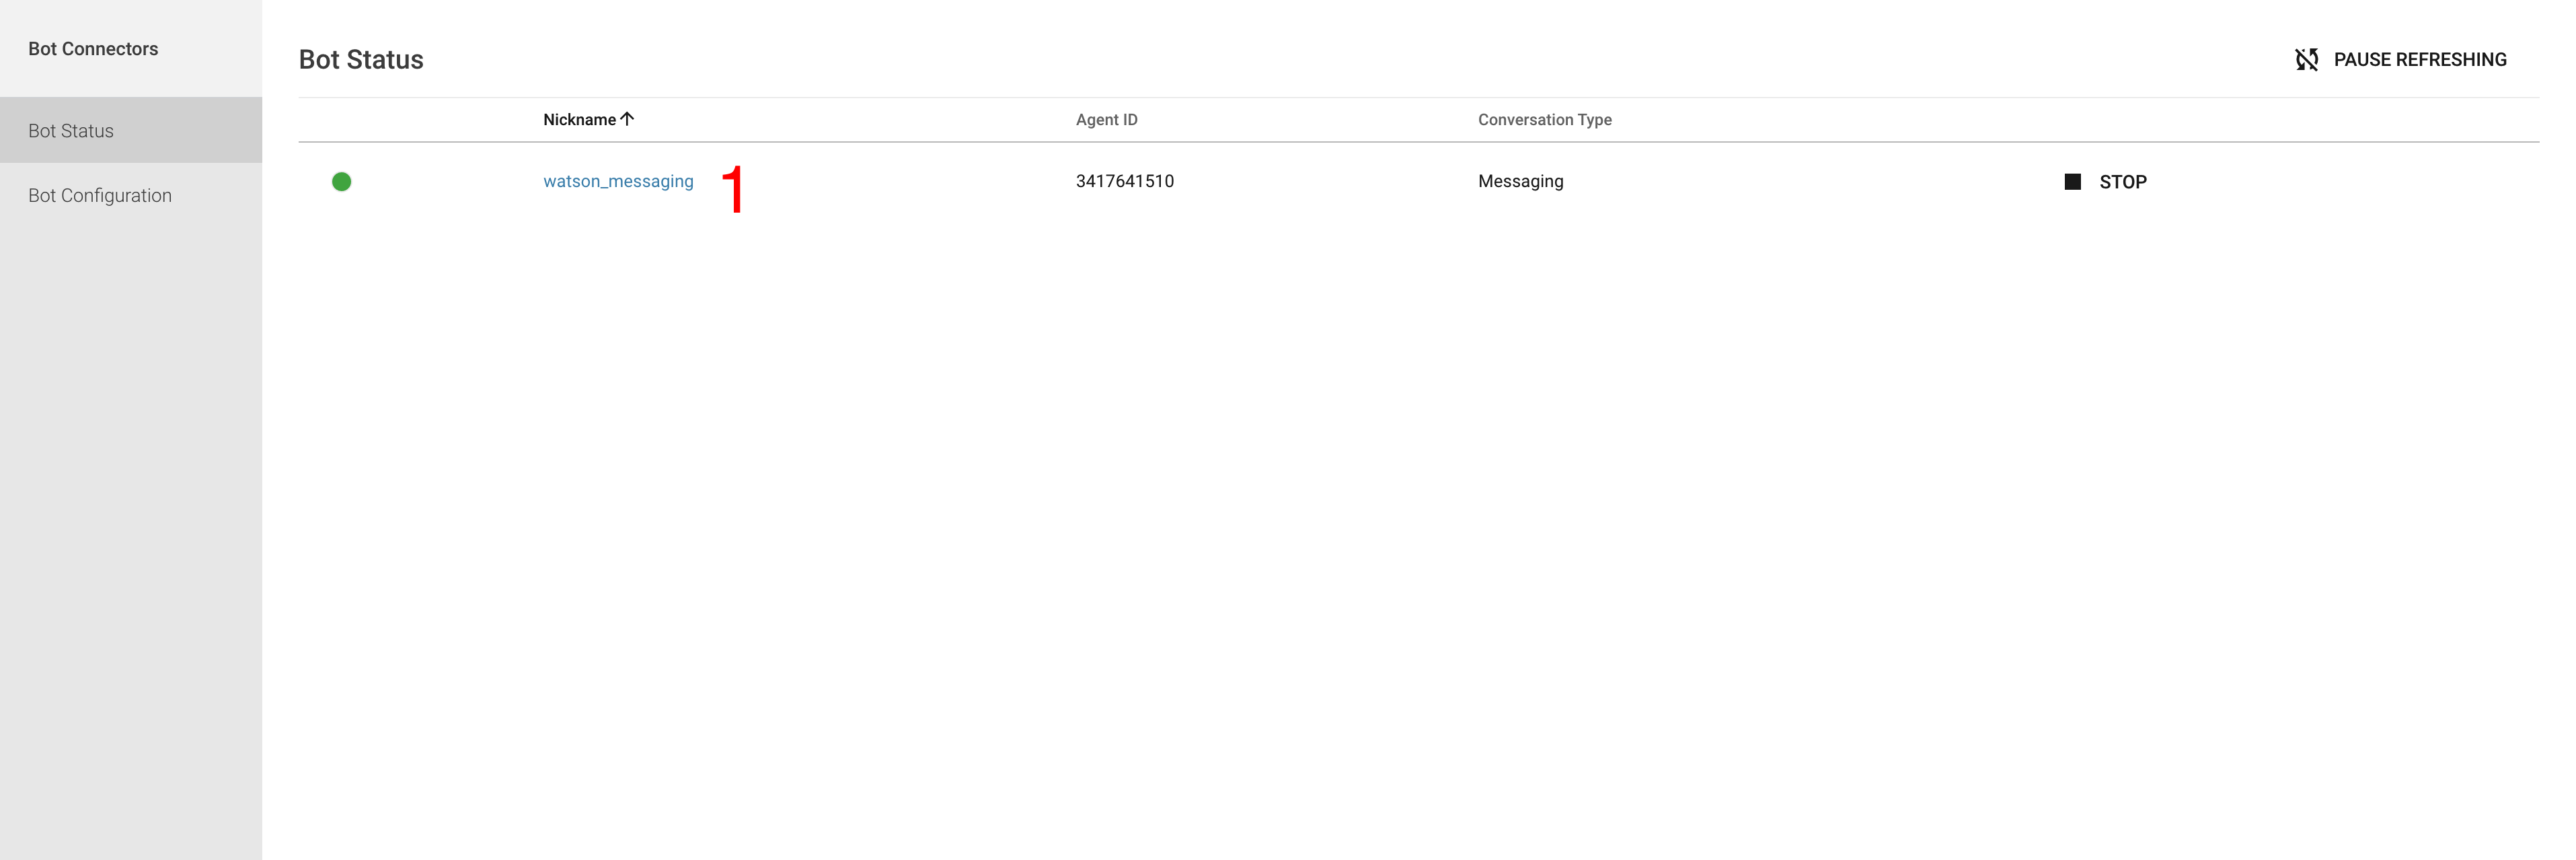 Bot Connectors
Bot Status
Bot Configuration
Bot Status
PAUSE REFRESHING
Nickname Agent ID Conversation Type
watson_messaging 1 3417641510 Messaging STOP